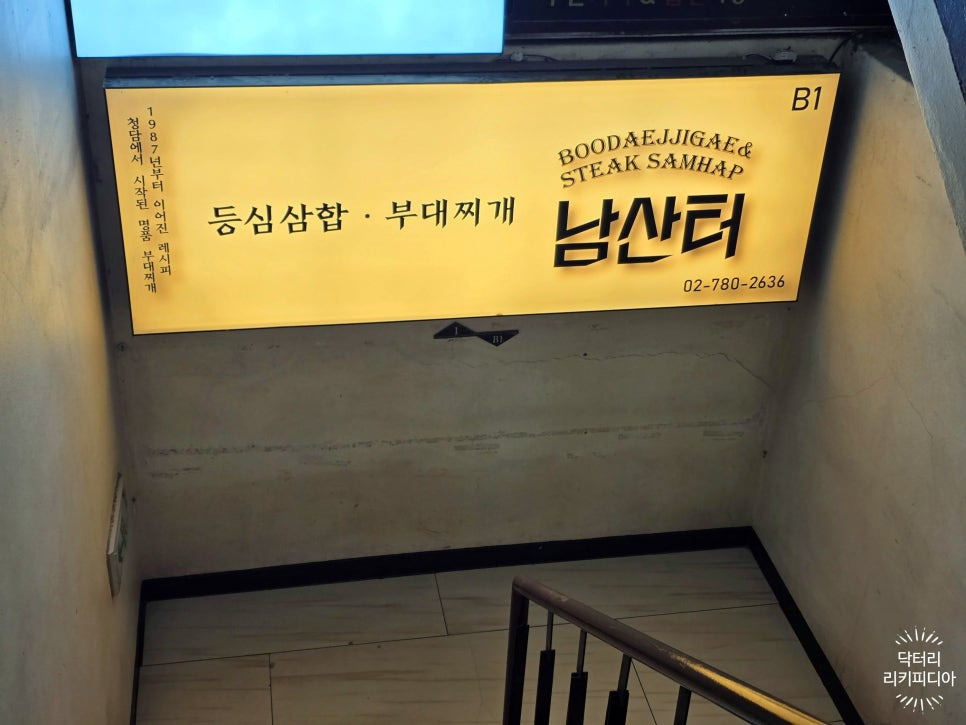 B1
1987년부터 이어진 레시피
청담에서 시작된 명품 부대찌개
등심삼합 · 부대찌개
BOODAEJJIGAE&
STEAK SAMHAP
남산터
02-780-2636
1
B1
닥터리
리키피디아